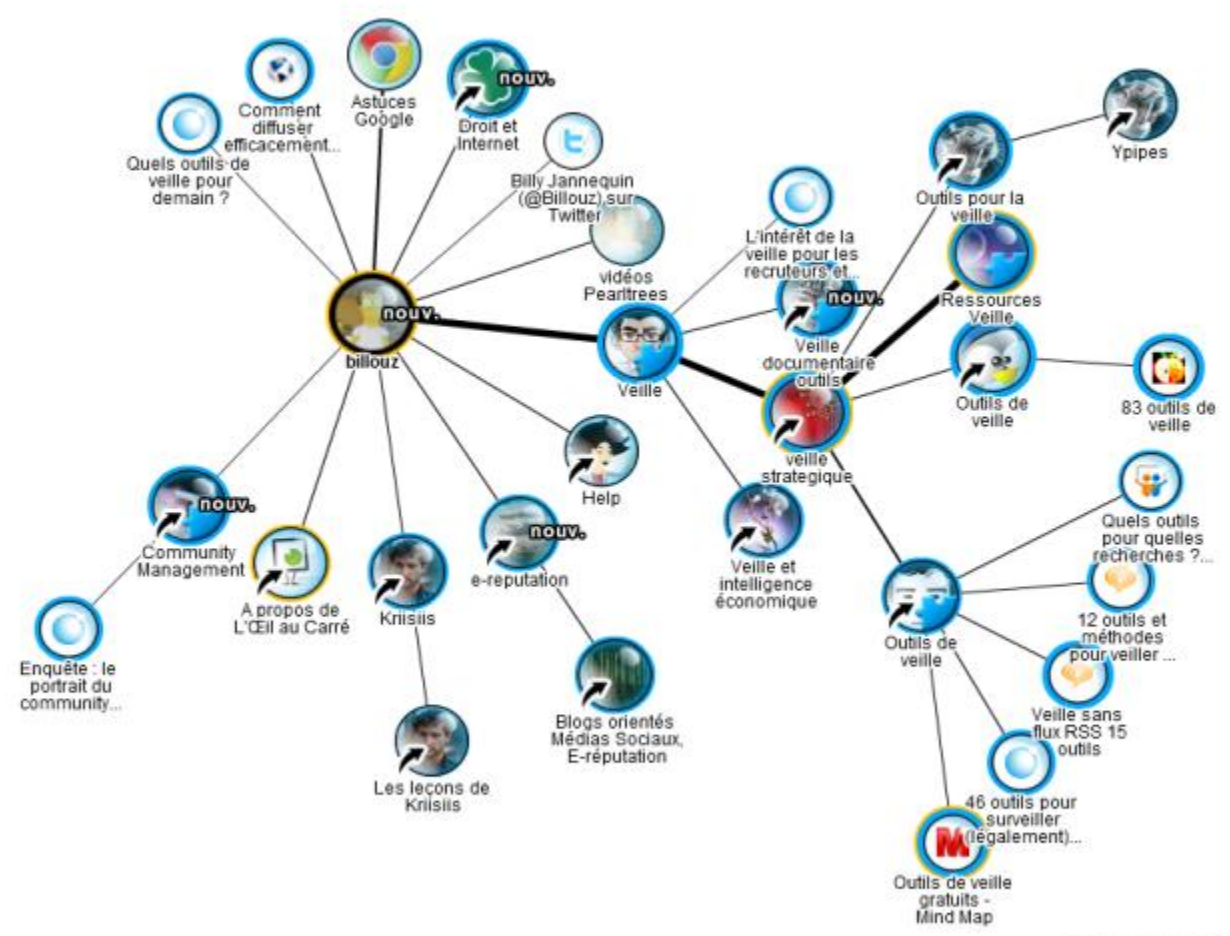 Quels outils de
veille pour
demain ?
Comment
diffuser
efficacement...
Astuces
Google
nouv.
Droit et
Internet
Billy Jannequin
(@Billouz) sur
Twitter
vidéos
Pearltrees
nouv.
billouz
Veille
L'intérêt de la
veille pour les
recruteurs et...
nouv.
Veille
documentaire
outils
Outils pour la
veille
Ypipes
Ressources
Veille
Outils de
veille
83 outils de
veille
veille
strategique
Help
Veille et
intelligence
économique
nouv.
Community
Management
Enquête : le
portrait du
community...
A propos de
L'Œil au Carré
Kriisiis
Les leçons de
Kriisiis
nouv.
e-reputation
Blogs orientés
Médias Sociaux,
E-réputation
Outils de
veille
Quels outils
pour quelles
recherches ?...
12 outils et
méthodes
pour veiller ...
Veille sans
flux RSS 15
outils
46 outils pour
surveiller
(légalement)...
Outils de veille
gratuits -
Mind Map